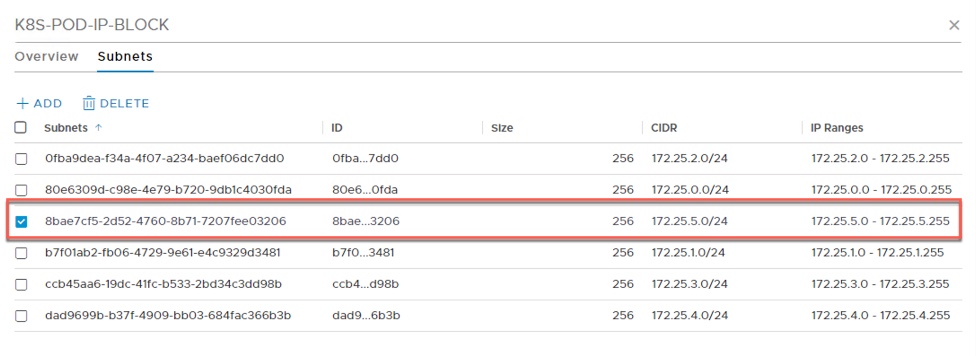 K8S-POD-IP-BLOCK
Overview Subnets
ADD DELETE
Subnets ID Size CIDR IP Ranges
0fba9dea-f34a-4f07-a234-baef06dc7dd0 0fba...7dd0 256 172.25.2.0/24 172.25.2.0 - 172.25.2.255
80e6309d-c98e-4e79-b720-9db1c4030fda 80e6...0fda 256 172.25.0.0/24 172.25.0.0 - 172.25.0.255
8bae7cf5-2d52-4760-8b71-7207fee03206 8bae...3206 256 172.25.5.0/24 172.25.5.0 - 172.25.5.255
b7f01ab2-fb06-4729-9e61-e4c9329d3481 b7f0...3481 256 172.25.1.0/24 172.25.1.0 - 172.25.1.255
ccb45aa6-19dc-41fc-b533-2bd34c3dd98b ccb4...d98b 256 172.25.3.0/24 172.25.3.0 - 172.25.3.255
dad9699b-b37f-4909-bb03-684fac366b3b dad9...6b3b 256 172.25.4.0/24 172.25.4.0 - 172.25.4.255